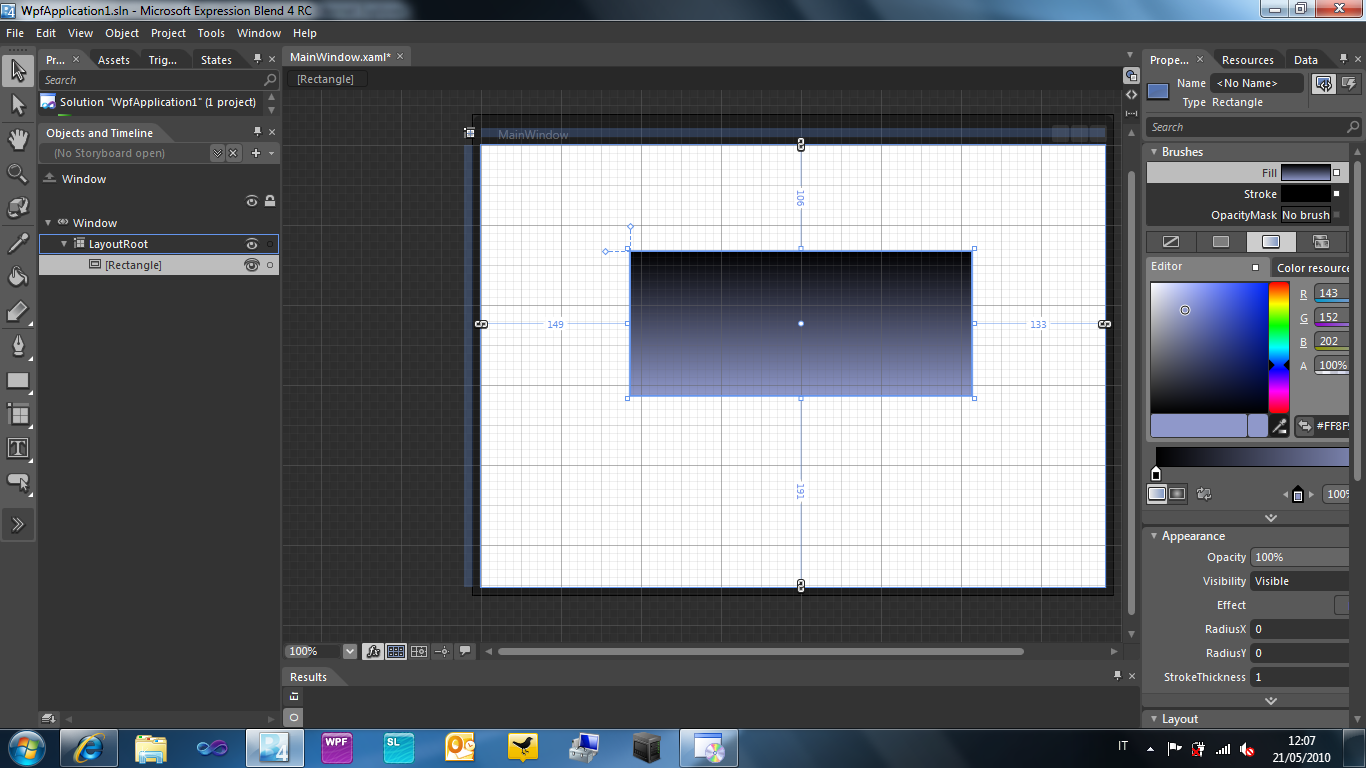 WpfApplication1.sln - Microsoft Expression Blend 4 RC
File Edit View Object Project Tools Window Help
Pr... Assets Trig... States
Search
Solution "WpfApplication1" (1 project)
Objects and Timeline
(No Storyboard open)
Window
Window
LayoutRoot
[Rectangle]
MainWindow.xaml*
[Rectangle]
MainWindow
106
149
133
191
100%
Results
Prope... Resources Data
Name <No Name>
Type Rectangle
Search
Brushes
Fill
Stroke
OpacityMask No brush
Editor Color resource
R 143
G 152
B 202
A 100%
#FF8F9
100%
Appearance
Opacity 100%
Visibility Visible
Effect
RadiusX 0
RadiusY 0
StrokeThickness 1
Layout
4
WPF
SL
IT
12:07
21/05/2010